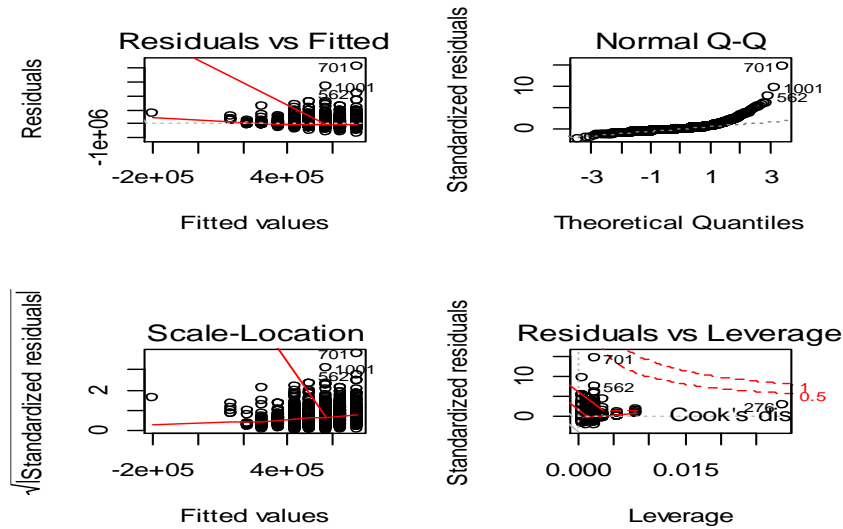 Residuals vs Fitted
Residuals
-1e+06
701
1001
562
-2e+05 4e+05
Fitted values
Normal Q-Q
Standardized residuals
0 10
701
1001
562
-3 -1 1 3
Theoretical Quantiles
Scale-Location
√|Standardized residuals|
0 2
701
1001
562
-2e+05 4e+05
Fitted values
Residuals vs Leverage
Standardized residuals
0 10
701
562
276
1
0.5
Cook's dis
0.000 0.015
Leverage